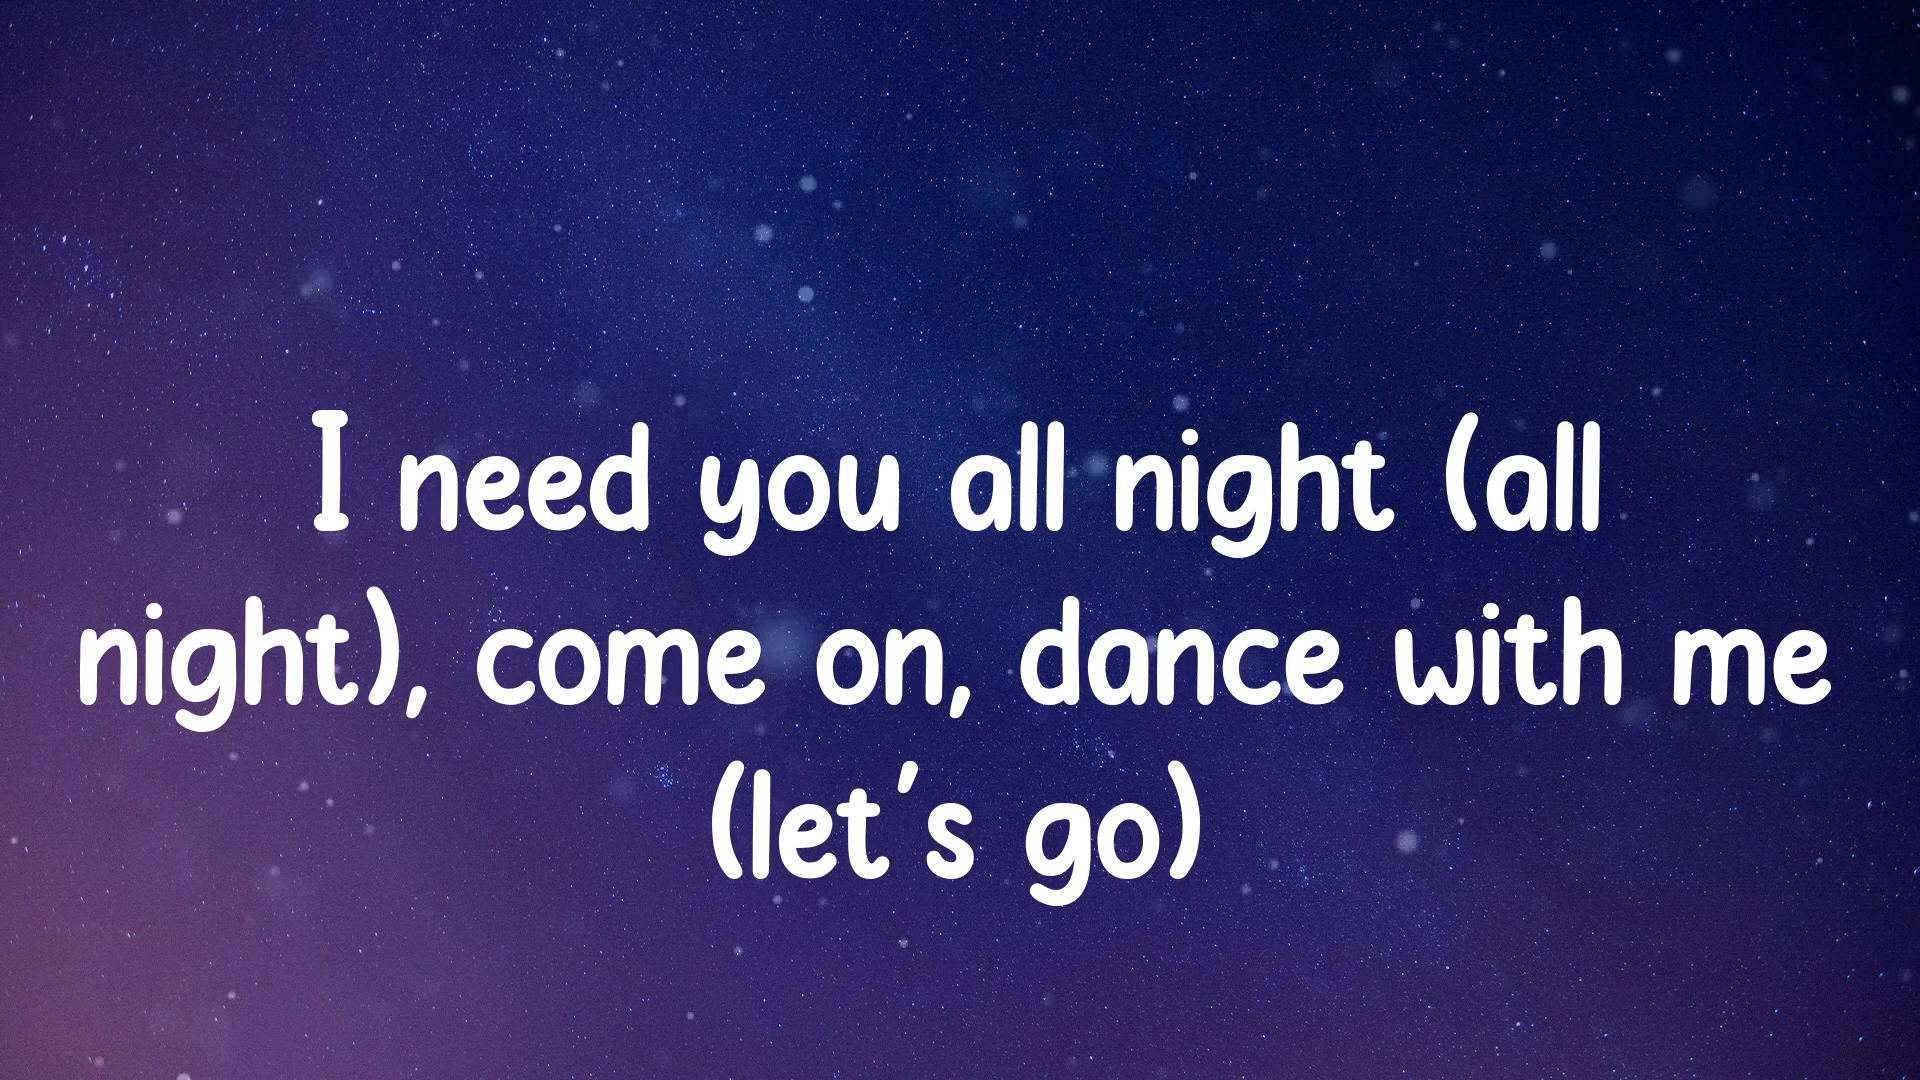 I need you all night (all
night), come on, dance with me
(let's go)